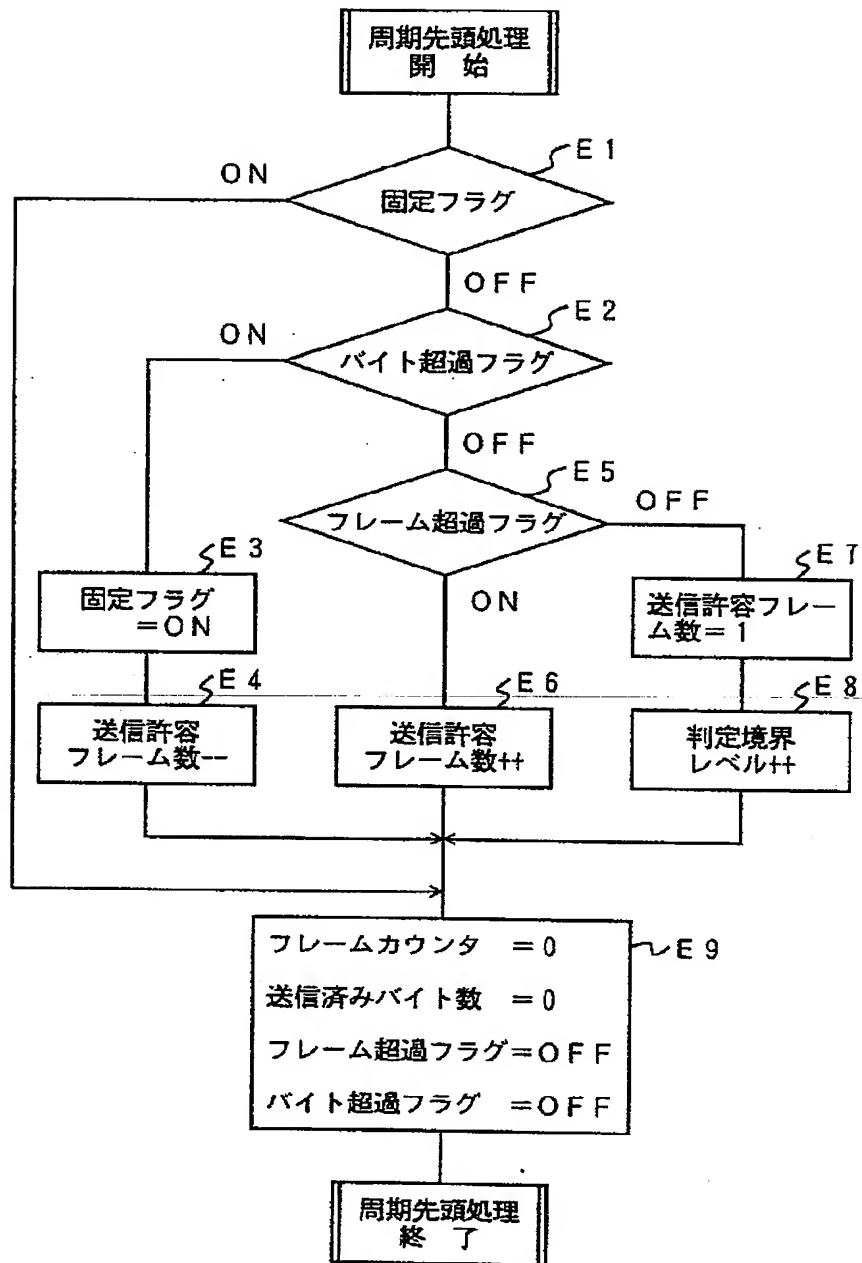 周期先頭処理
開 始
E1
ON
固定フラグ
OFF
E2
ON
バイト超過フラグ
OFF
E5
OFF
フレーム超過フラグ
E3
固定フラグ
=ON
ON
E7
送信許容フレー
ム数=1
E4
送信許容
フレーム数--
E6
送信許容
フレーム数++
E8
判定境界
レベル++
フレームカウンタ =0
E9
送信済みバイト数 =0
フレーム超過フラグ=OFF
バイト超過フラグ =OFF
周期先頭処理
終 了